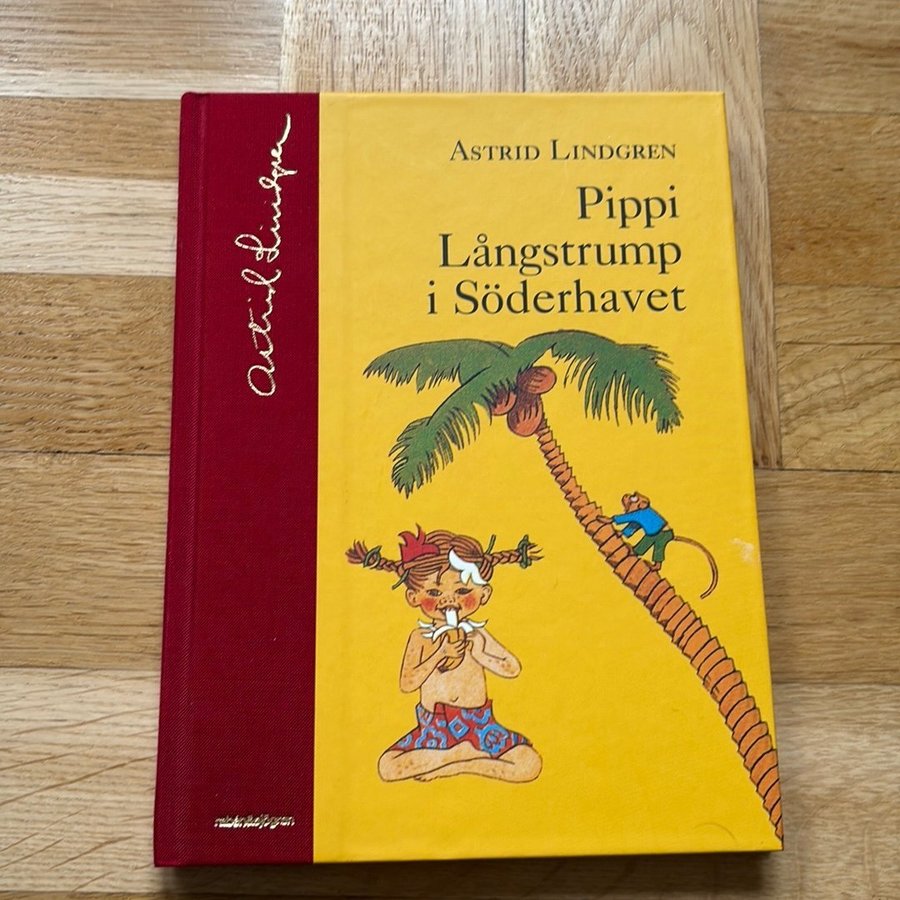 Astrid Lindgren
ASTRID LINDGREN
Pippi
Långstrump
i Söderhavet
rabén&sjögren